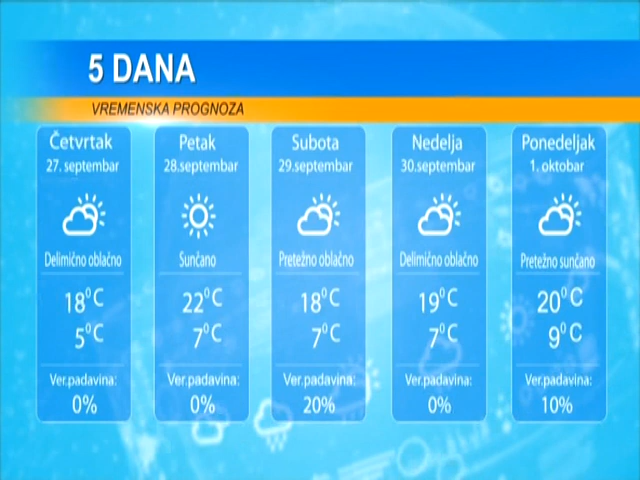 5 DANA
VREMENSKA PROGNOZA
Četvrtak
27. septembar
Delimično oblačno
18°C
5°C
Ver.padavina:
0%
Petak
28.septembar
Sunčano
22°C
7°C
Ver.padavina:
0%
Subota
29.septembar
Pretežno oblačno
18°C
7°C
Ver.padavina:
20%
Nedelja
30.septembar
Delimično oblačno
19°C
7°C
Ver.padavina:
0%
Ponedeljak
1. oktobar
Pretežno sunčano
20°C
9°C
Ver.padavina:
10%